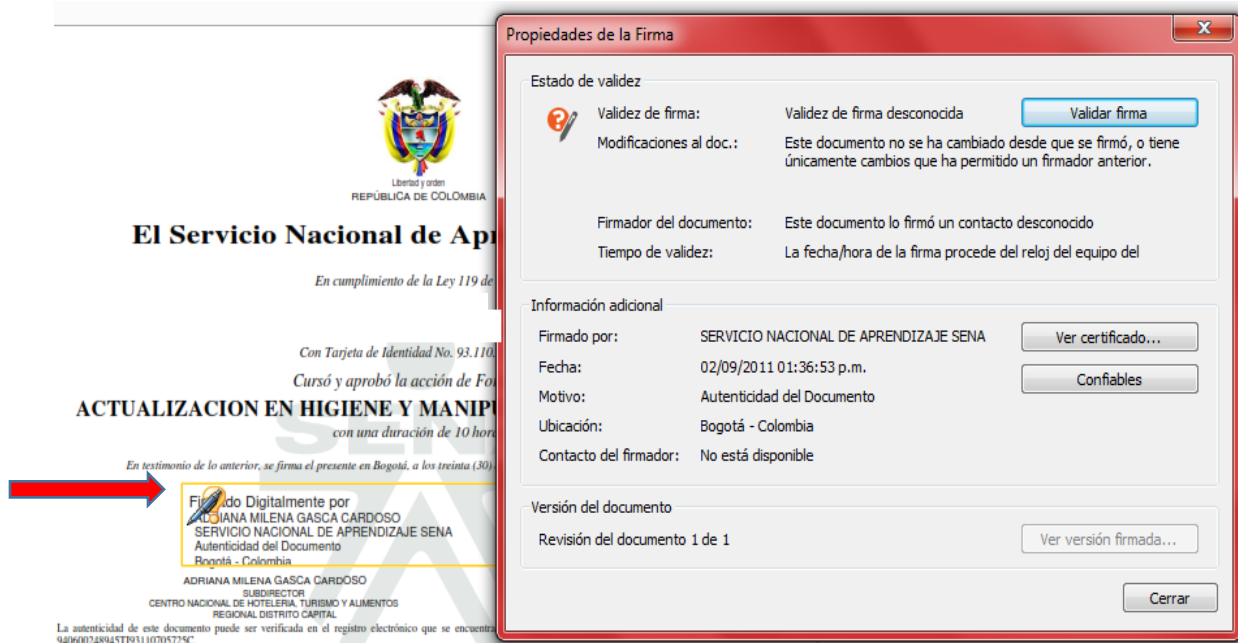 Libertad y orden
REPÚBLICA DE COLOMBIA
El Servicio Nacional de
En cumplimiento de la Ley 119 de
Con Tarjeta de Identidad No. 93.110.
Cursó y aprobó la acción de
ACTUALIZACION EN HIGIENE Y
con una duración de 10
SENA
En testimonio de lo anterior, se firma el presente en Bogotá, a los treinta (30)
Digitalmente por
ADRIANA MILENA GASCA CARDOSO
SERVICIO NACIONAL DE APRENDIZAJE SENA
Autenticidad del Documento
Bogotá - Colombia
ADRIANA MILENA GASCA CARDOSO
SUBDIRECTOR
CENTRO NACIONAL DE HOTELERIA, TURISMO Y ALIMENTOS
REGIONAL DISTRITO CAPITAL
La autenticidad de este documento puede ser verificada en el registro electrónico que se
Propiedades de la Firma
Estado de validez
Validez de firma: Validez de firma desconocida Validar firma
Modificaciones al doc.: Este documento no se ha cambiado desde que se firmó, o tiene
únicamente cambios que ha permitido un firmador anterior.
Firmador del documento: Este documento lo firmó un contacto desconocido
Tiempo de validez: La fecha/hora de la firma procede del reloj del equipo del
Información adicional
Firmado por: SERVICIO NACIONAL DE APRENDIZAJE SENA Ver certificado...
Fecha: 02/09/2011 01:36:53 p.m.
Confiables
Motivo: Autenticidad del Documento
Ubicación: Bogotá - Colombia
Contacto del firmador: No está disponible
Versión del documento
Revisión del documento 1 de 1 Ver versión firmada...
Cerrar